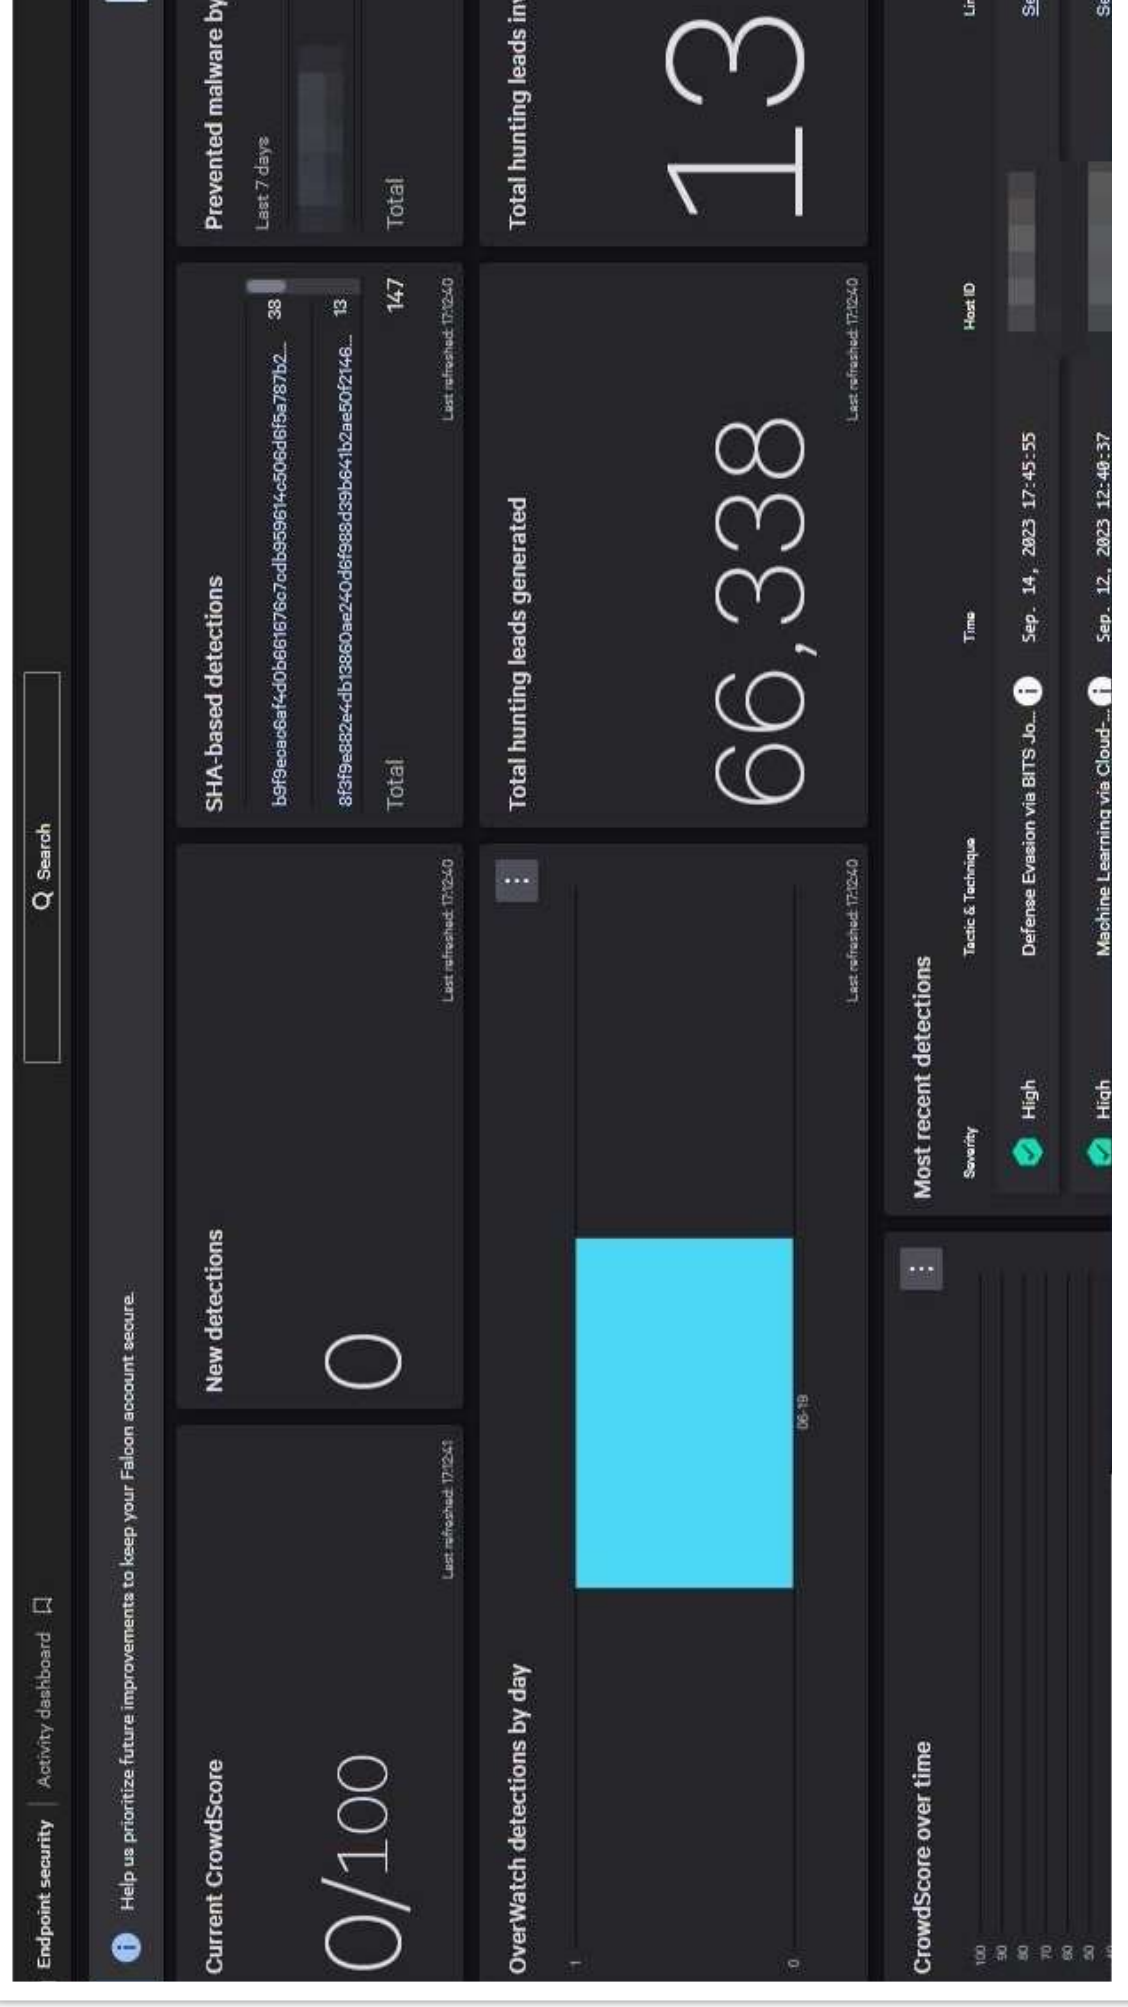 Endpoint security | Activity dashboard
Search
Help us prioritize future improvements to keep your Falcon account secure.
Current CrowdScore
0/100
Last refreshed: 17:12:41
New detections
0
Last refreshed: 17:12:40
SHA-based detections
38
13
Total 147
Last refreshed: 17:12:40
Prevented malware by
Last 7 days
Total
OverWatch detections by day
1
0
06-19
Last refreshed: 17:12:40
Total hunting leads generated
66,338
Last refreshed: 17:12:40
Total hunting leads
13
CrowdScore over time
100
90
80
70
60
50
Most recent detections
Severity Tactic & Technique Time Host ID
High Defense Evasion via BITS Jo... Sep. 14, 2023 17:45:55
High Machine Learning via Cloud-... Sep. 12, 2023 12:40:37